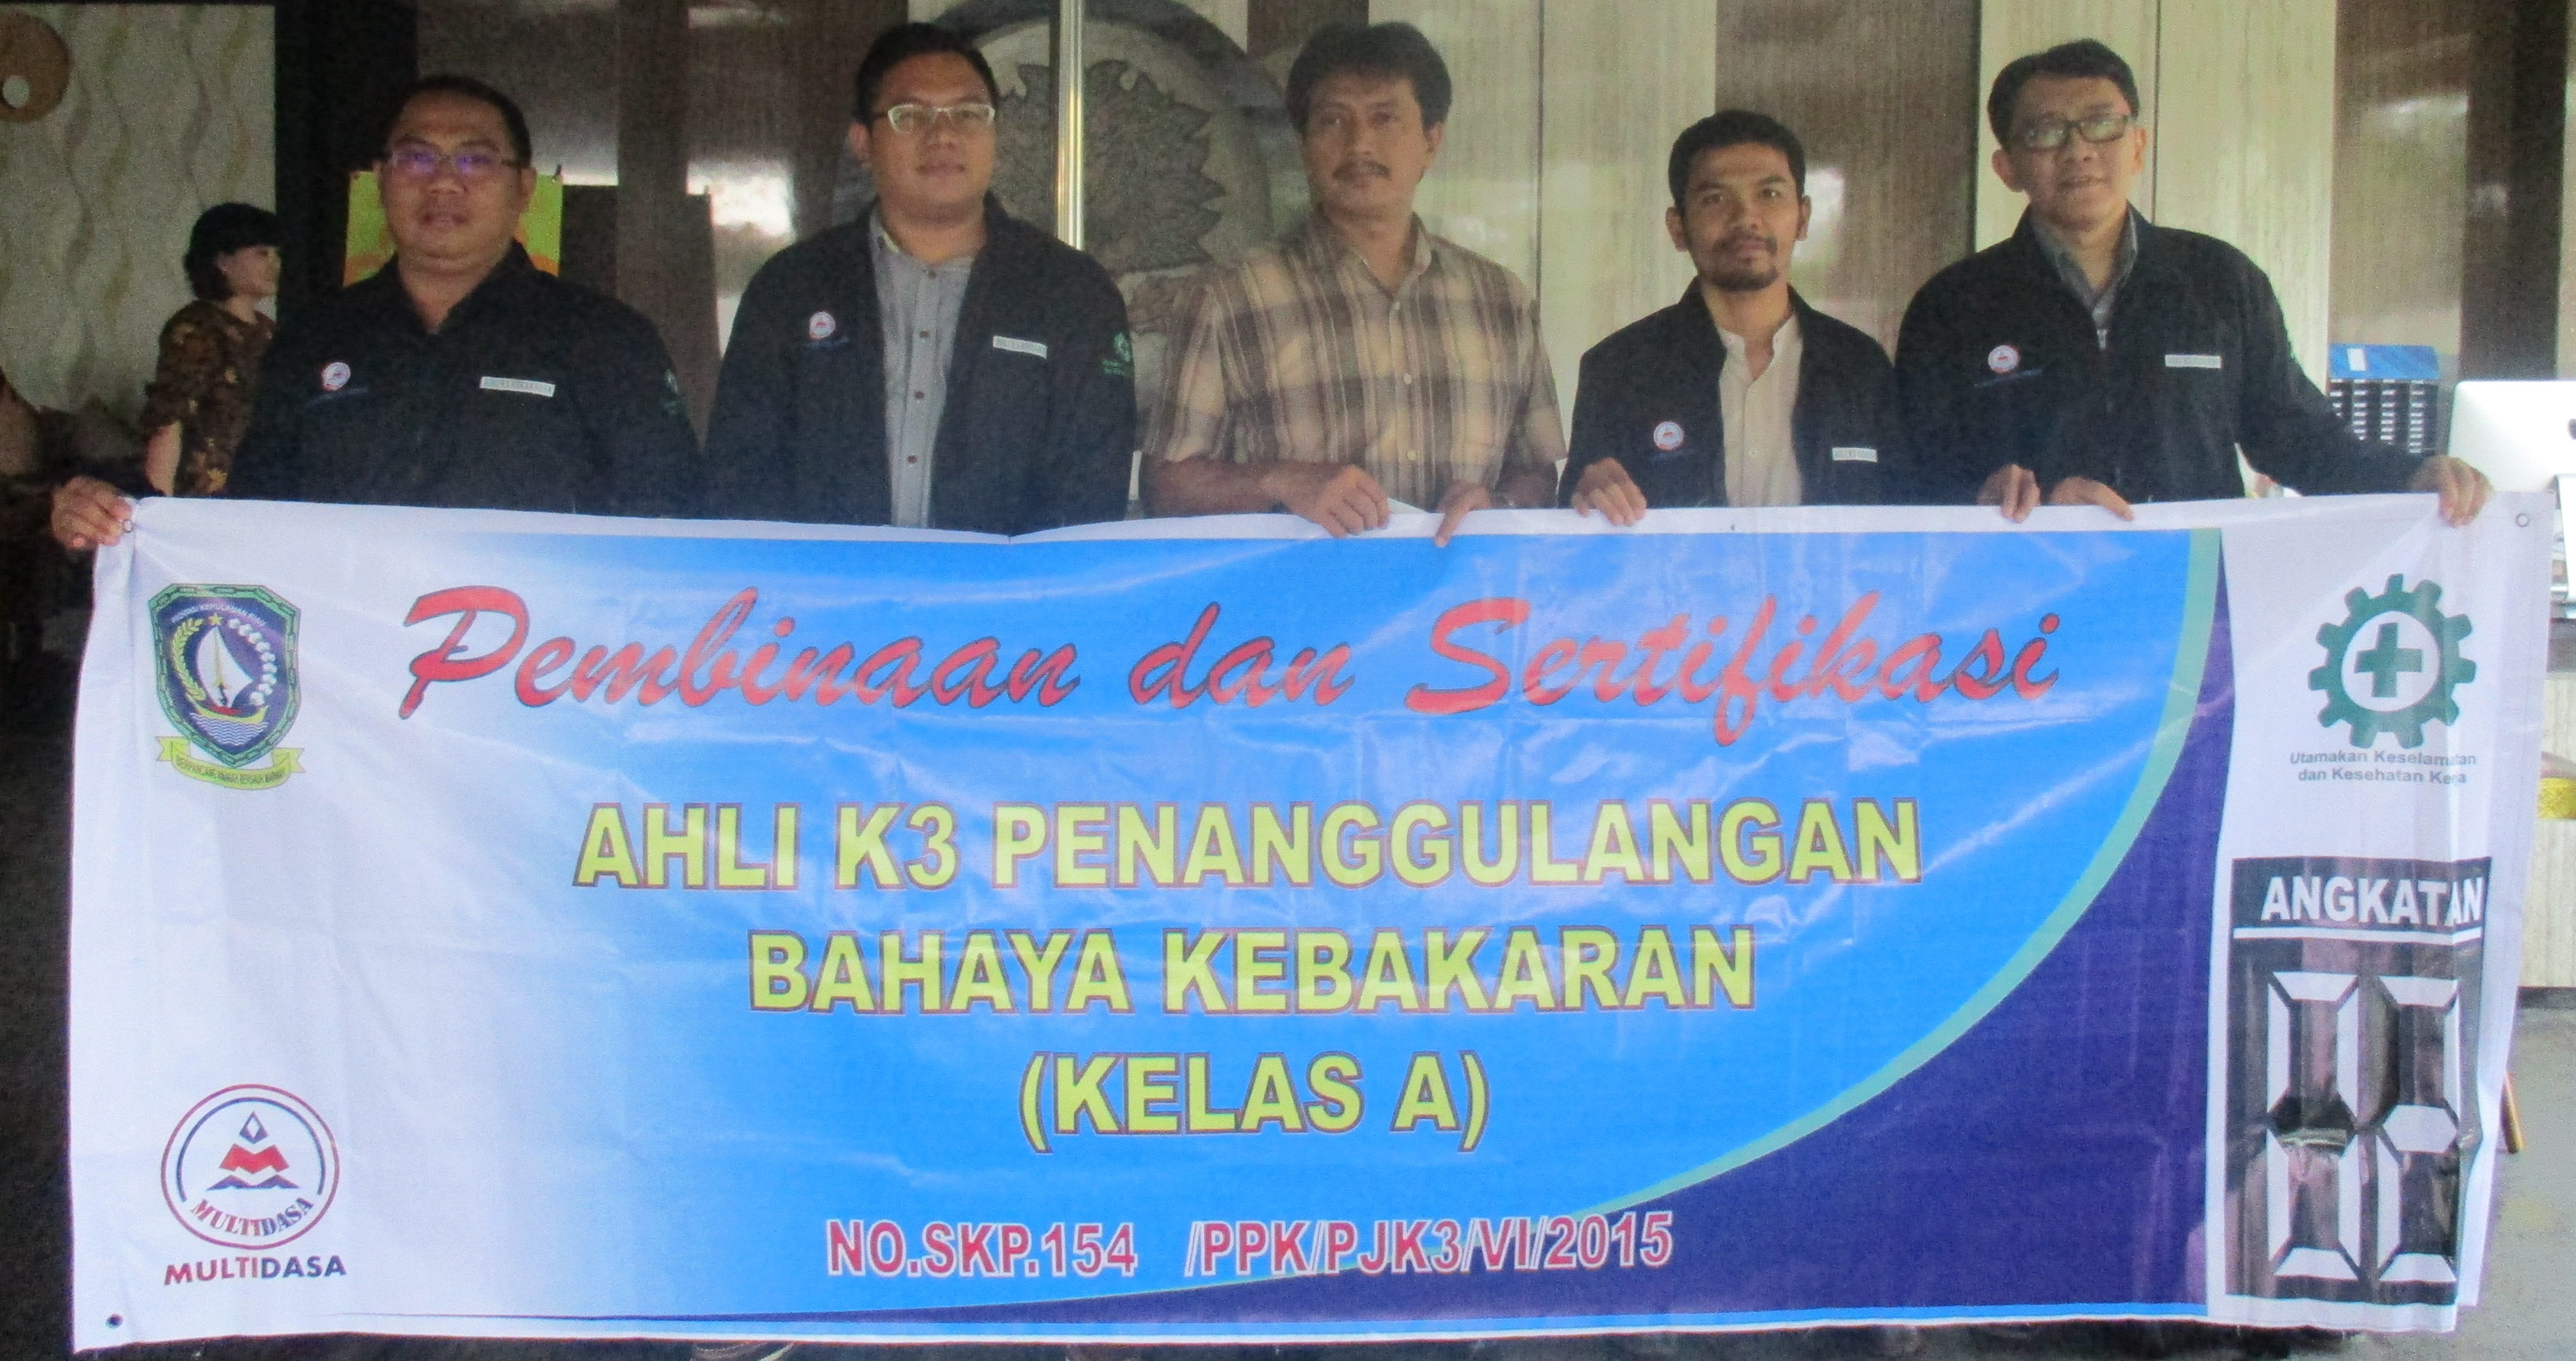 Pembinaan dan Sertifikasi
AHLI K3 PENANGGULANGAN
BAHAYA KEBAKARAN
(KELAS A)
NO.SKP.154 /PPK/PJK3/VI/2015
MULTIDASA
MULTIDASA
Utamakan Keselamatan
dan Kesehatan Kerja
ANGKATAN